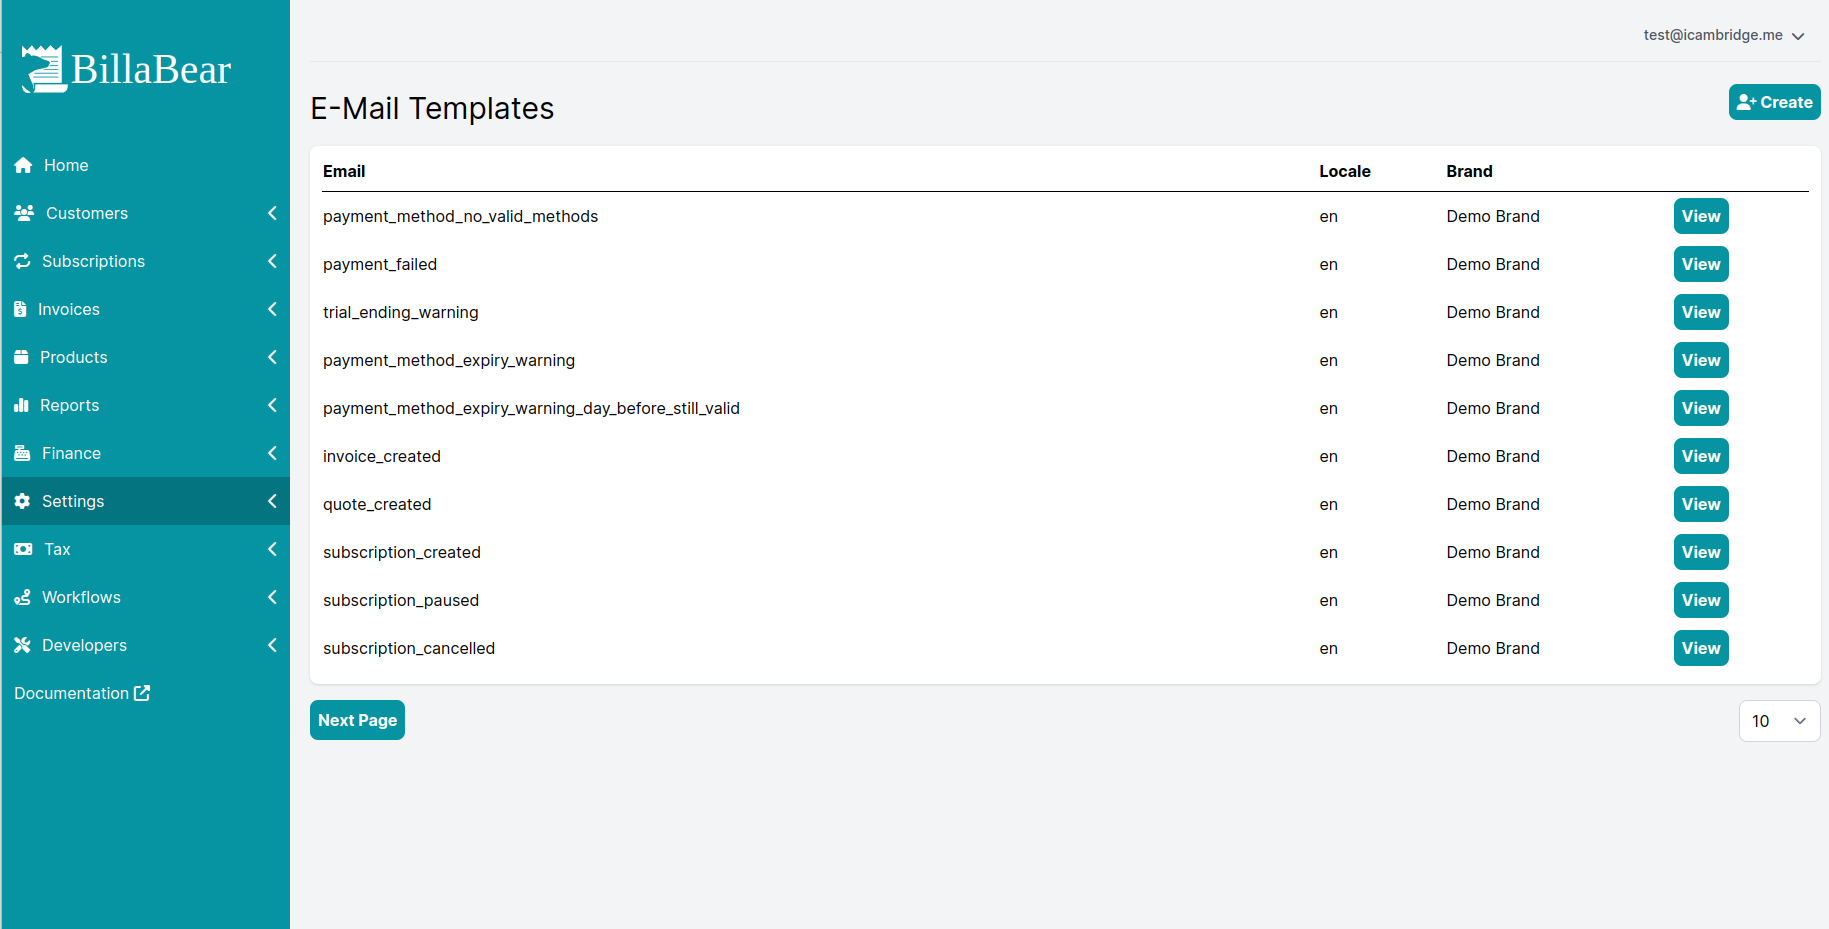 BillaBear
test@icambridge.me
Home
Customers
Subscriptions
Invoices
Products
Reports
Finance
Settings
Tax
Workflows
Developers
Documentation
E-Mail Templates
Create
Email Locale Brand
payment_method_no_valid_methods en Demo Brand View
payment_failed en Demo Brand View
trial_ending_warning en Demo Brand View
payment_method_expiry_warning en Demo Brand View
payment_method_expiry_warning_day_before_still_valid en Demo Brand View
invoice_created en Demo Brand View
quote_created en Demo Brand View
subscription_created en Demo Brand View
subscription_paused en Demo Brand View
subscription_cancelled en Demo Brand View
Next Page
10